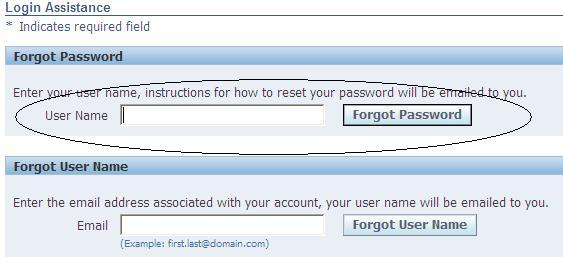 Login Assistance
* Indicates required field
Forgot Password
Enter your user name, instructions for how to reset your password will be emailed to you.
User Name Forgot Password
Forgot User Name
Enter the email address associated with your account, your user name will be emailed to you.
Email Forgot User Name
(Example: first.last@domain.com)